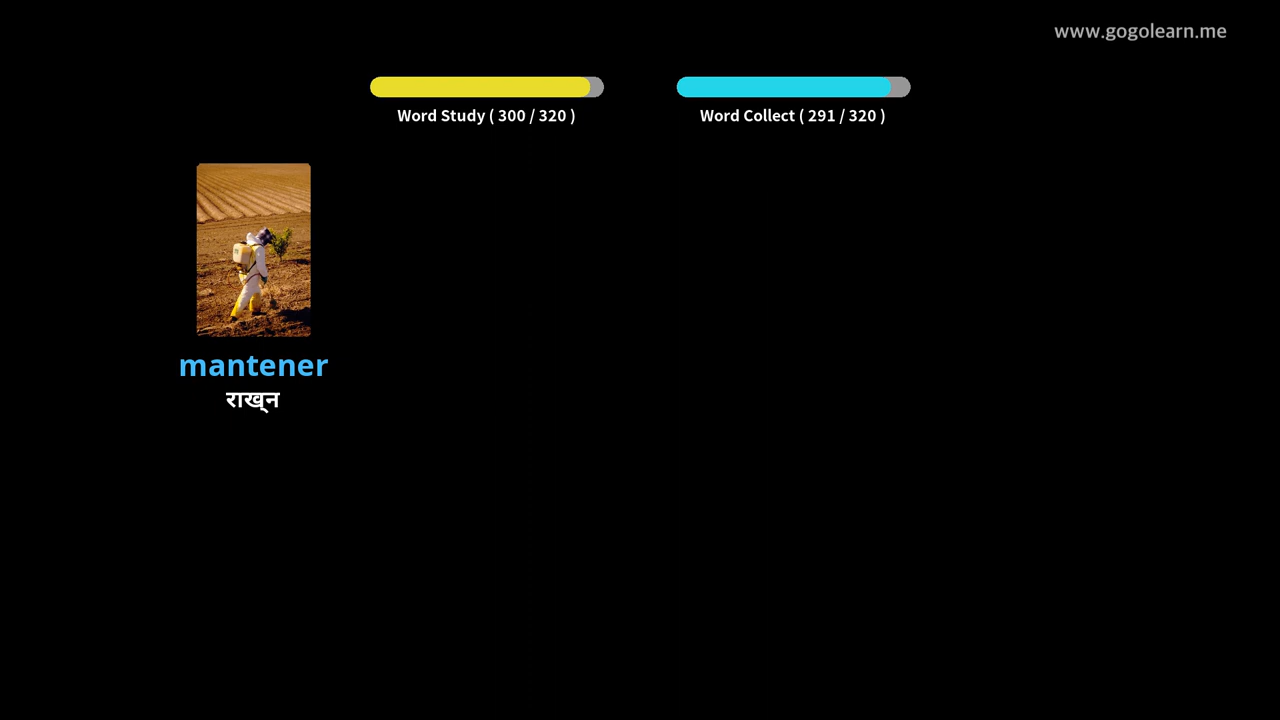 www.gogolearn.me
Word Study ( 300 / 320 )
Word Collect ( 291 / 320 )
mantener
राख्न